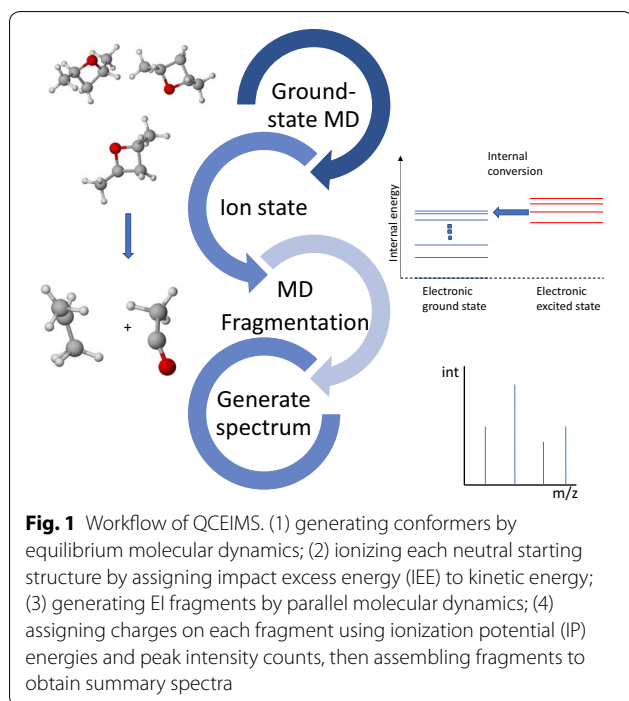 Ground-
state MD
Ion state
MD
Fragmentation
Generate
spectrum
+
Internal
conversion
Internal energy
Electronic
ground state
Electronic
excited state
int
m/z
Fig. 1 Workflow of QCEIMS. (1) generating conformers by
equilibrium molecular dynamics; (2) ionizing each neutral starting
structure by assigning impact excess energy (IEE) to kinetic energy;
(3) generating EI fragments by parallel molecular dynamics; (4)
assigning charges on each fragment using ionization potential (IP)
energies and peak intensity counts, then assembling fragments to
obtain summary spectra